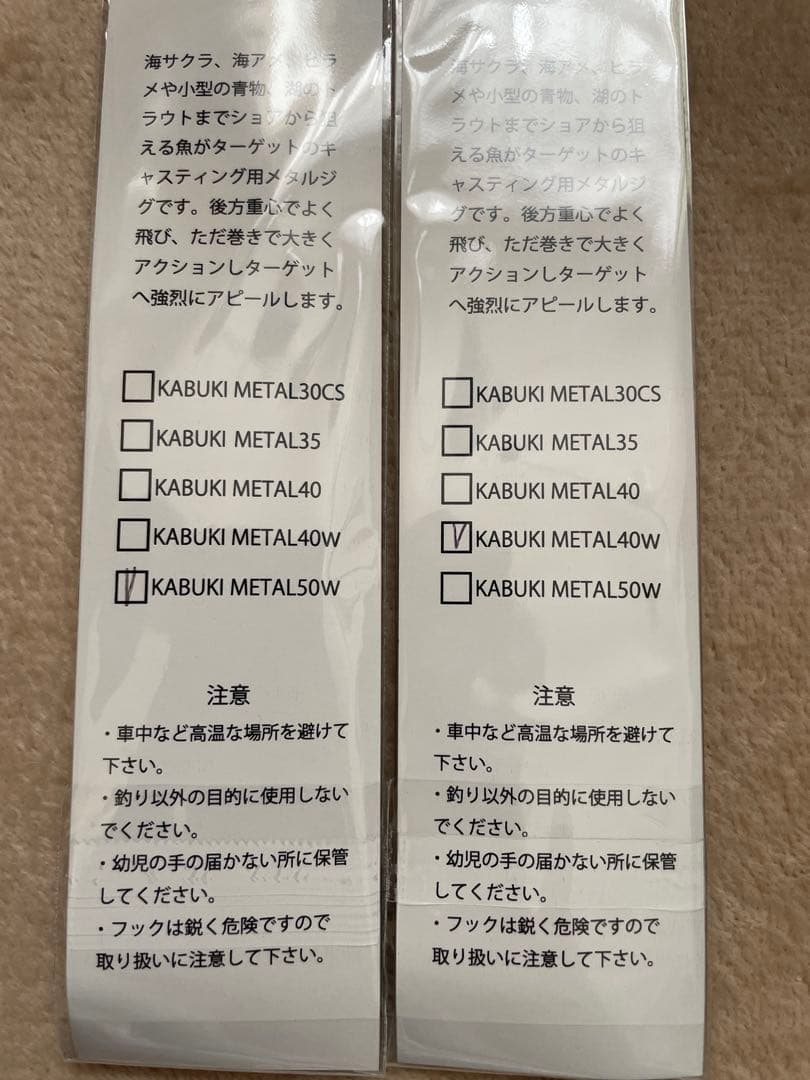 海サクラ、海アメ、ヒラ
メや小型の青物、湖のト
ラウトまでショアから狙
える魚がターゲットのキ
ャスティング用メタルジ
グです。後方重心でよく
飛び、ただ巻きで大きく
アクションしターゲット
へ強烈にアピールします。
KABUKI METAL30CS
KABUKI METAL35
KABUKI METAL40
KABUKI METAL40W
KABUKI METAL50W
注意
・車中など高温な場所を避けて
下さい。
・釣り以外の目的に使用しない
でください。
・幼児の手の届かない所に保管
してください。
・フックは鋭く危険ですので
取り扱いに注意して下さい。
海サクラ、海アメ、ヒラ
メや小型の青物、湖のト
ラウトまでショアから狙
える魚がターゲットのキ
ャスティング用メタルジ
グです。後方重心でよく
飛び、ただ巻きで大きく
アクションしターゲット
へ強烈にアピールします。
KABUKI METAL30CS
KABUKI METAL35
KABUKI METAL40
KABUKI METAL40W
KABUKI METAL50W
注意
・車中など高温な場所を避けて
下さい。
・釣り以外の目的に使用しない
でください。
・幼児の手の届かない所に保管
してください。
・フックは鋭く危険ですので
取り扱いに注意して下さい。